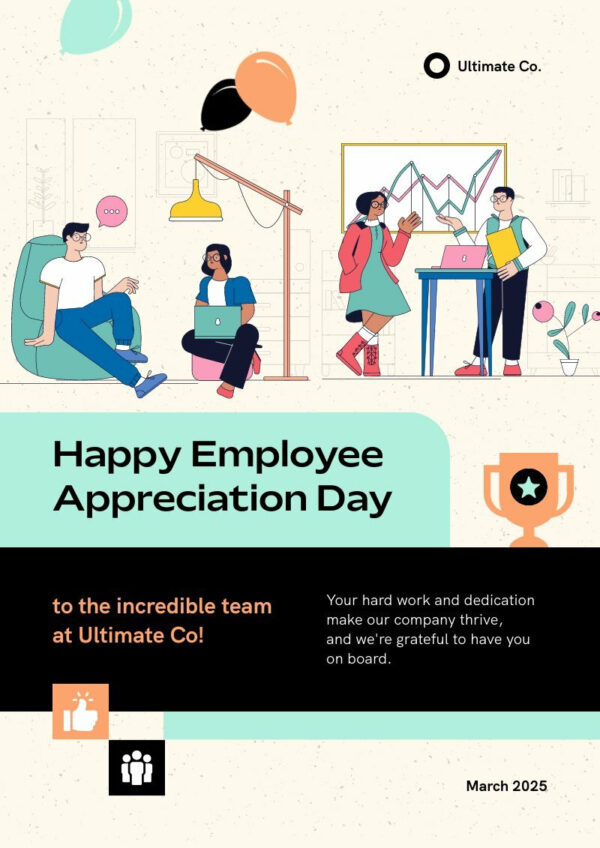 Ultimate Co.
Happy Employee
Appreciation Day
to the incredible team
at Ultimate Co!
Your hard work and dedication
make our company thrive,
and we're grateful to have you
on board.
March 2025